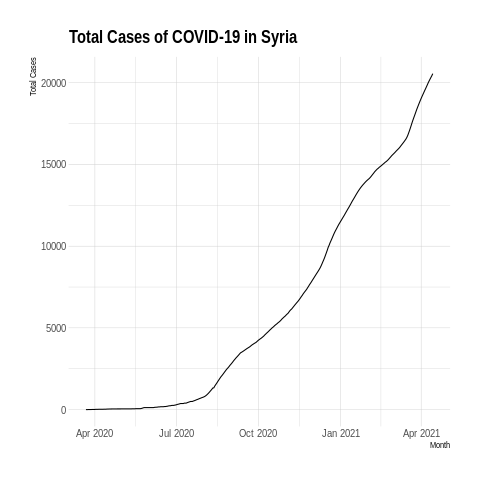 Total Cases of COVID-19 in Syria
Total Cases
20000
15000
10000
5000
0
Apr 2020 Jul 2020 Oct 2020 Jan 2021 Apr 2021
Month